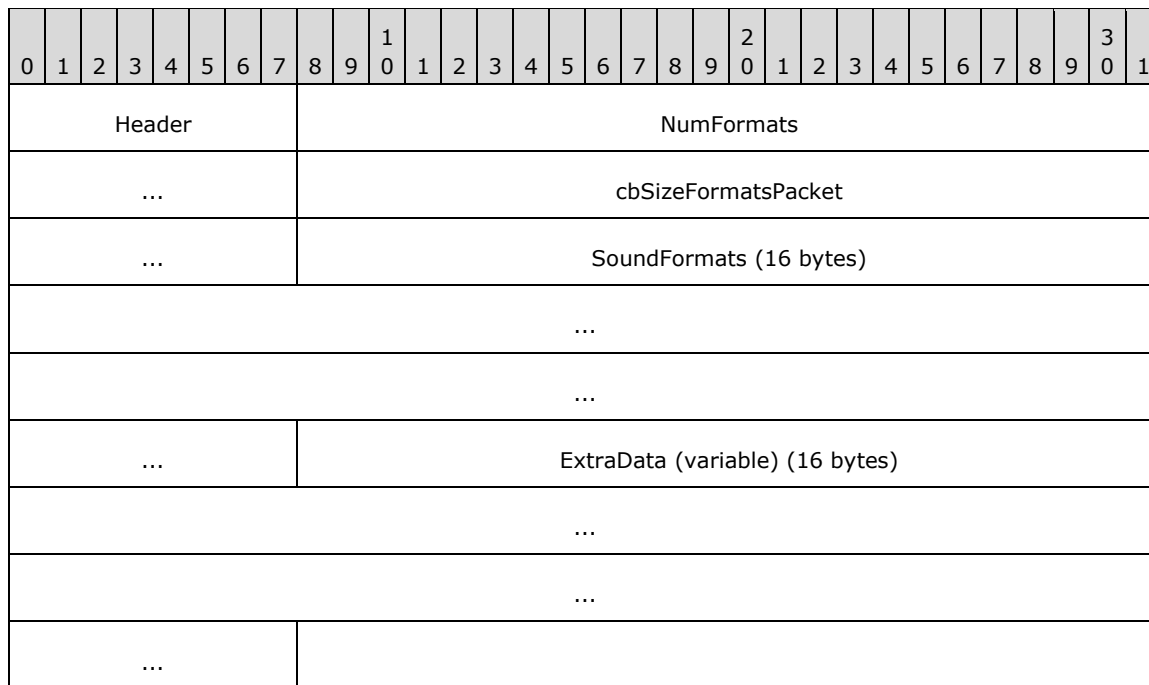 1 2 3
0 1 2 3 4 5 6 7 8 9 0 1 2 3 4 5 6 7 8 9 0 1 2 3 4 5 6 7 8 9 0 1
Header NumFormats
... cbSizeFormatsPacket
... SoundFormats (16 bytes)
...
...
... ExtraData (variable) (16 bytes)
...
...
...